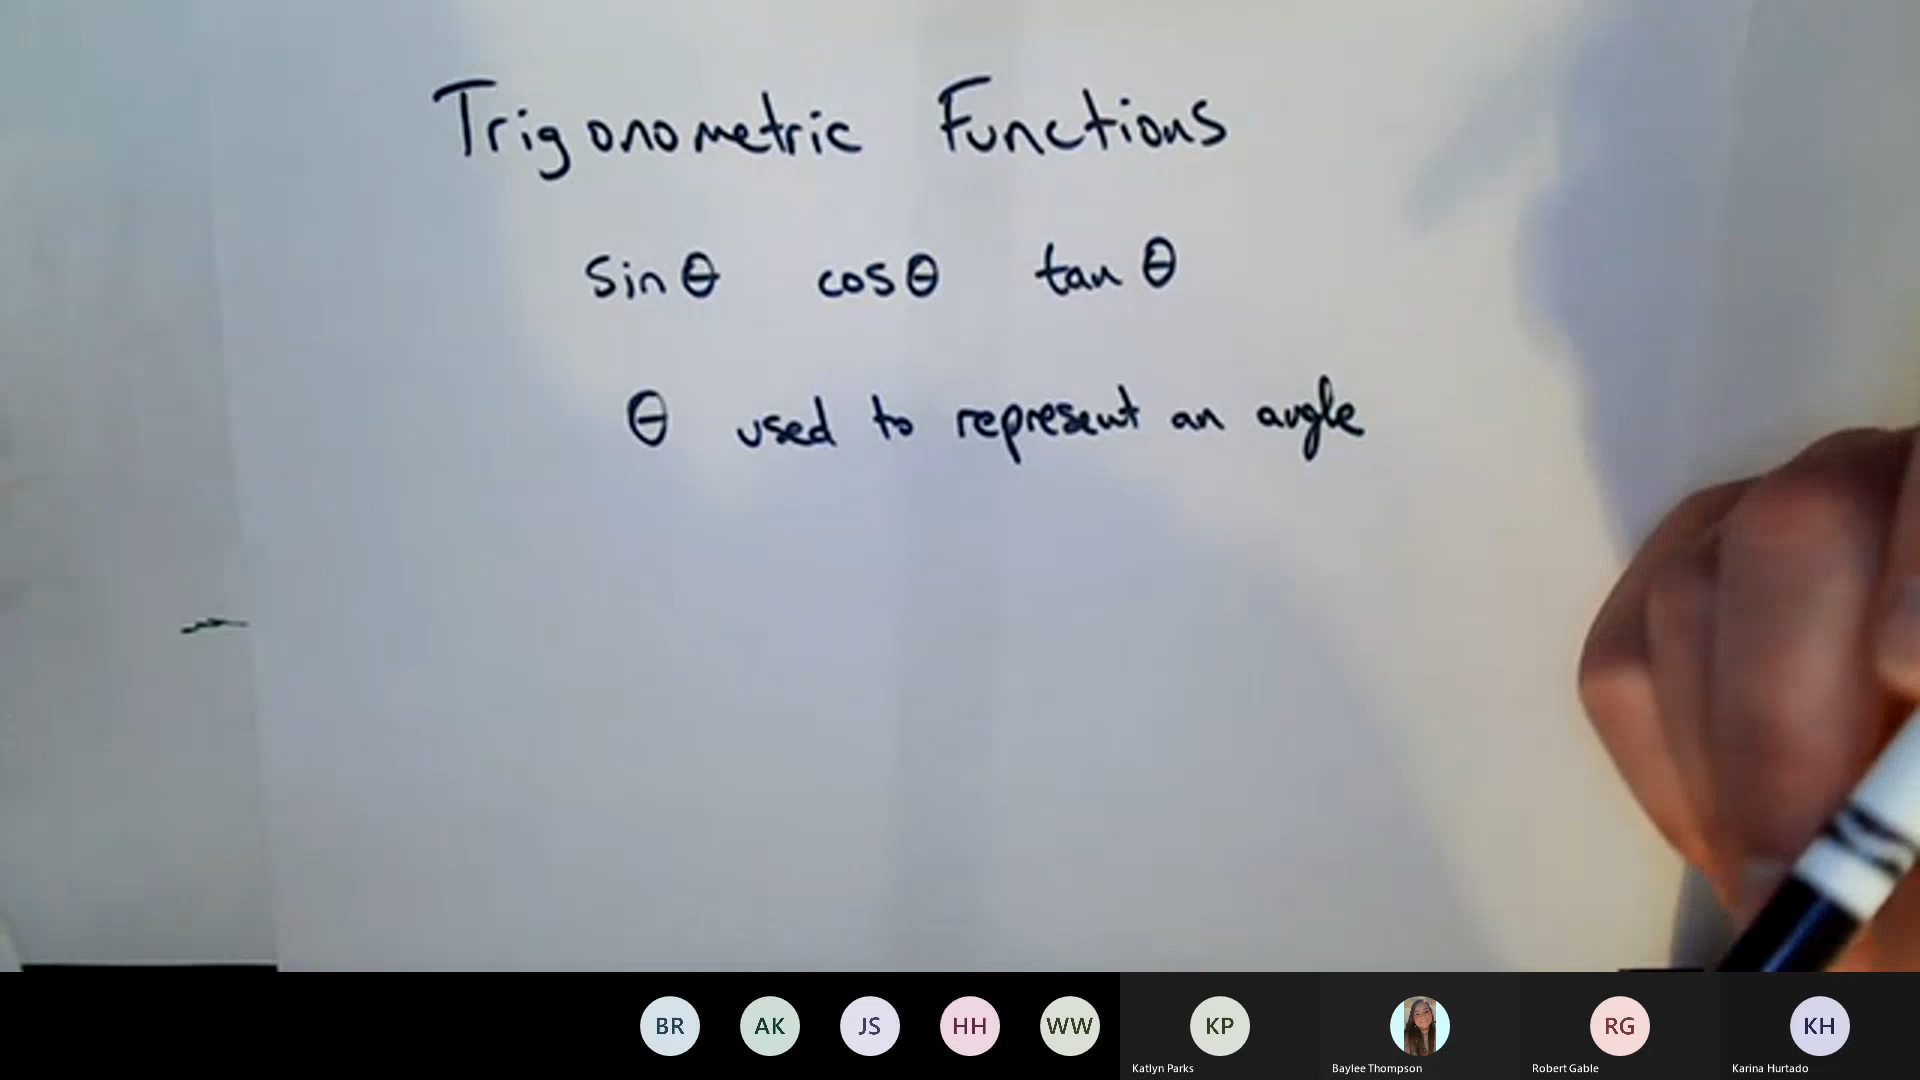 Trigonometric Functions
sin θ cos θ tan θ
θ used to represent an angle
BR AK JS HH WW KP RG KH
Katlyn Parks Baylee Thompson Robert Gable Karina Hurtado